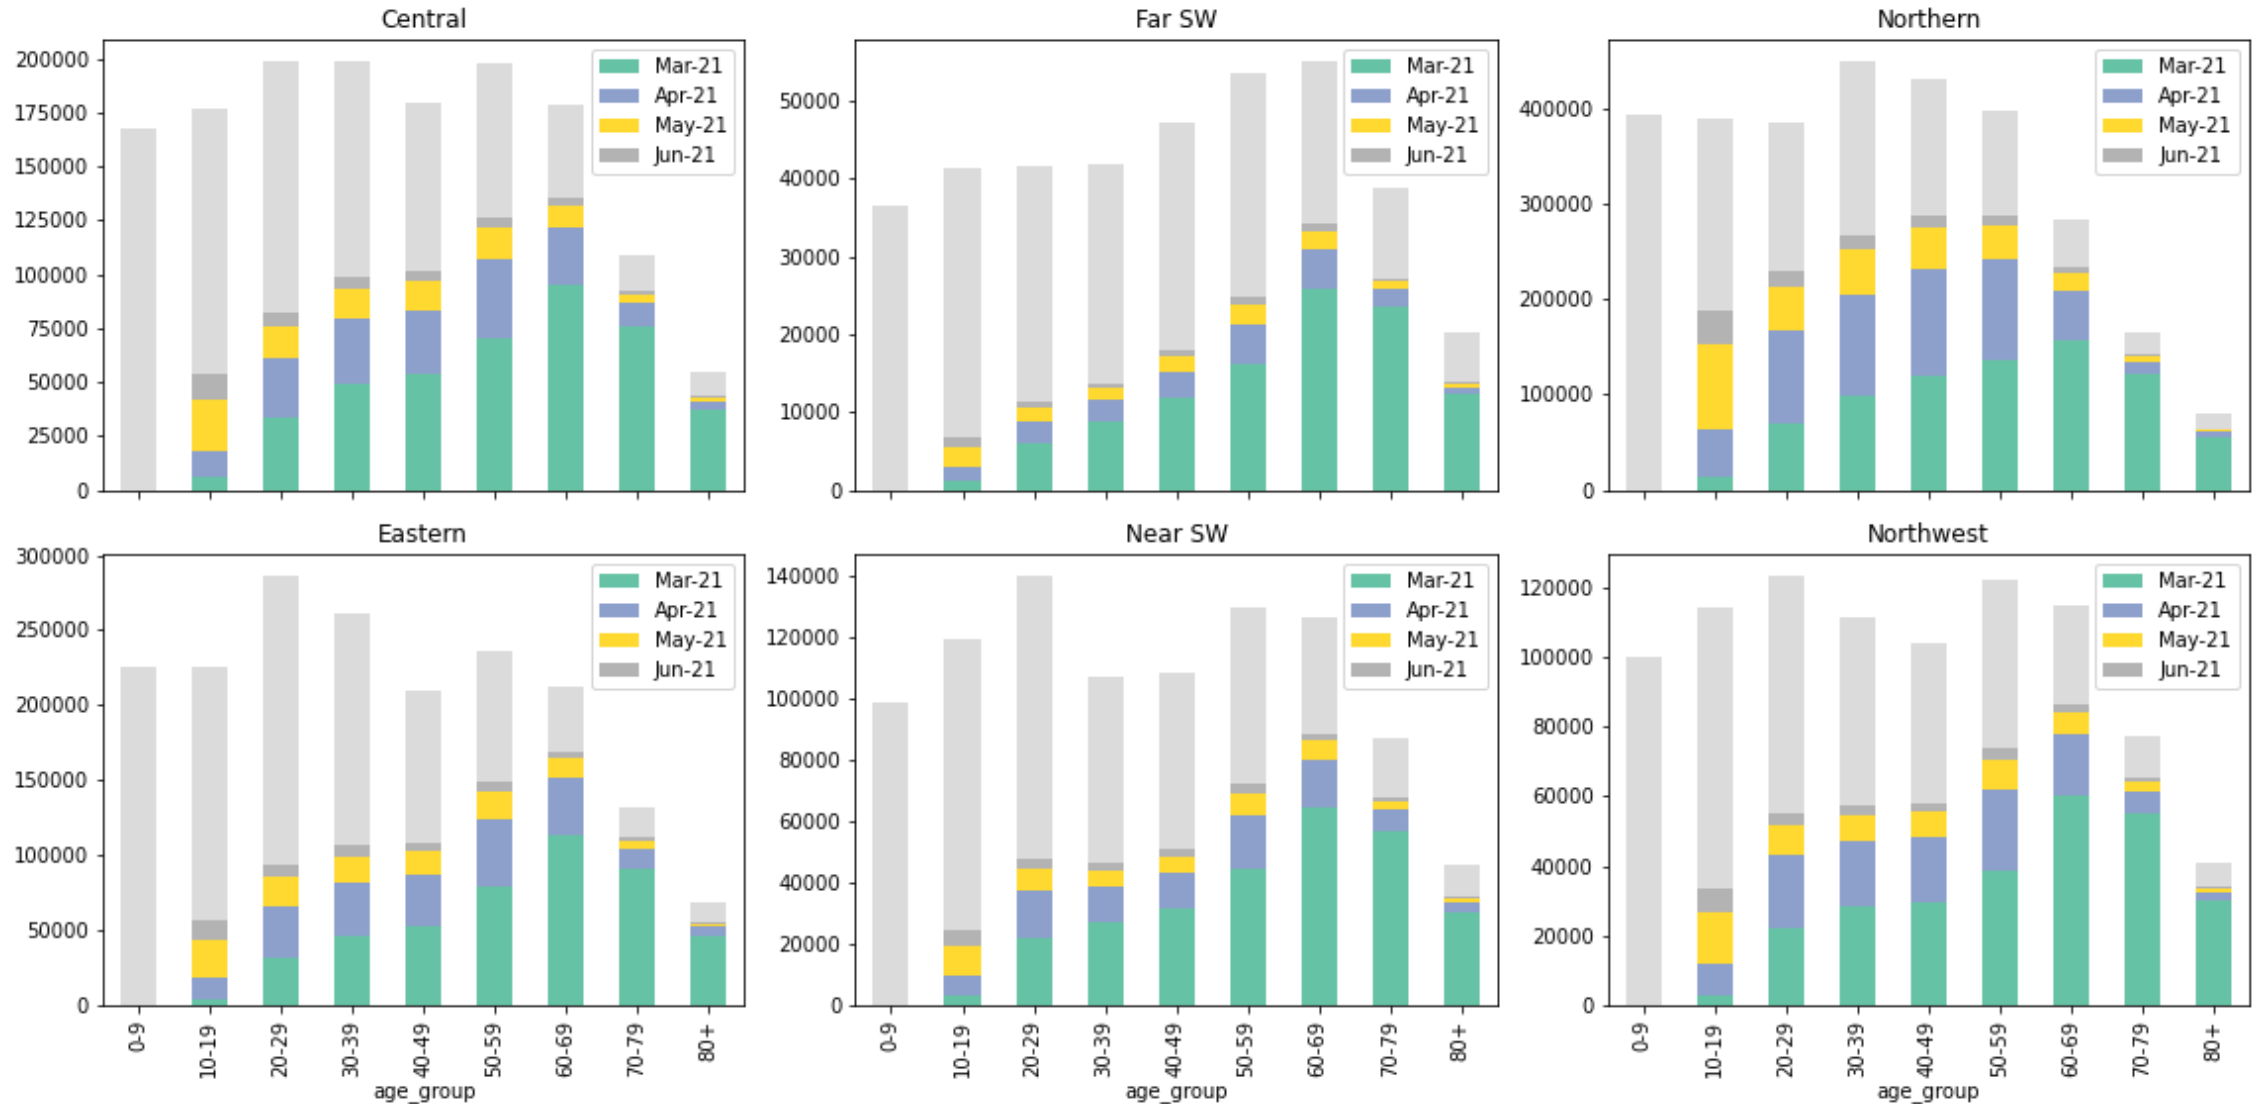 Central
200000
175000
150000
125000
100000
75000
50000
25000
0
Mar-21
Apr-21
May-21
Jun-21
Far SW
50000
40000
30000
20000
10000
0
Mar-21
Apr-21
May-21
Jun-21
Northern
400000
300000
200000
100000
0
Mar-21
Apr-21
May-21
Jun-21
Eastern
300000
250000
200000
150000
100000
50000
0
Mar-21
Apr-21
May-21
Jun-21
0-9
10-19
20-29
30-39
40-49
50-59
60-69
70-79
80+
age_group
Near SW
140000
120000
100000
80000
60000
40000
20000
0
Mar-21
Apr-21
May-21
Jun-21
0-9
10-19
20-29
30-39
40-49
50-59
60-69
70-79
80+
age_group
Northwest
120000
100000
80000
60000
40000
20000
0
Mar-21
Apr-21
May-21
Jun-21
0-9
10-19
20-29
30-39
40-49
50-59
60-69
70-79
80+
age_group